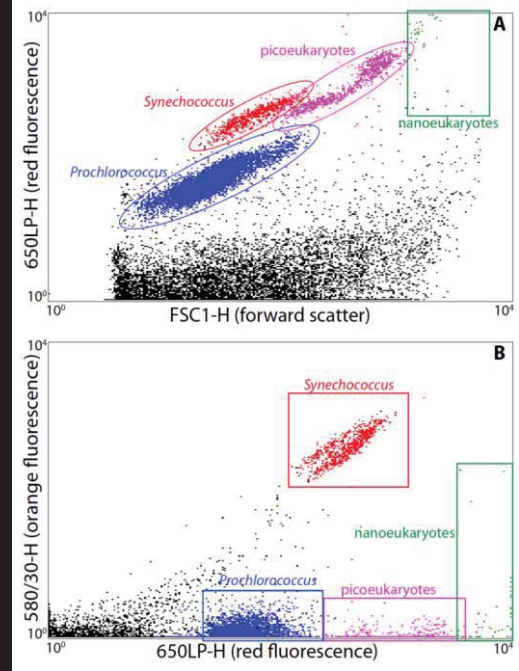 10⁴
A
picoeukaryotes
Synechococcus
nanoeukaryotes
Prochlorococcus
650LP-H (red fluorescence)
10⁰
10⁰
10⁴
FSC1-H (forward scatter)
10⁴
B
Synechococcus
nanoeukaryotes
Prochlorococcus
picoeukaryotes
580/30-H (orange fluorescence)
10⁰
10⁰
10⁴
650LP-H (red fluorescence)